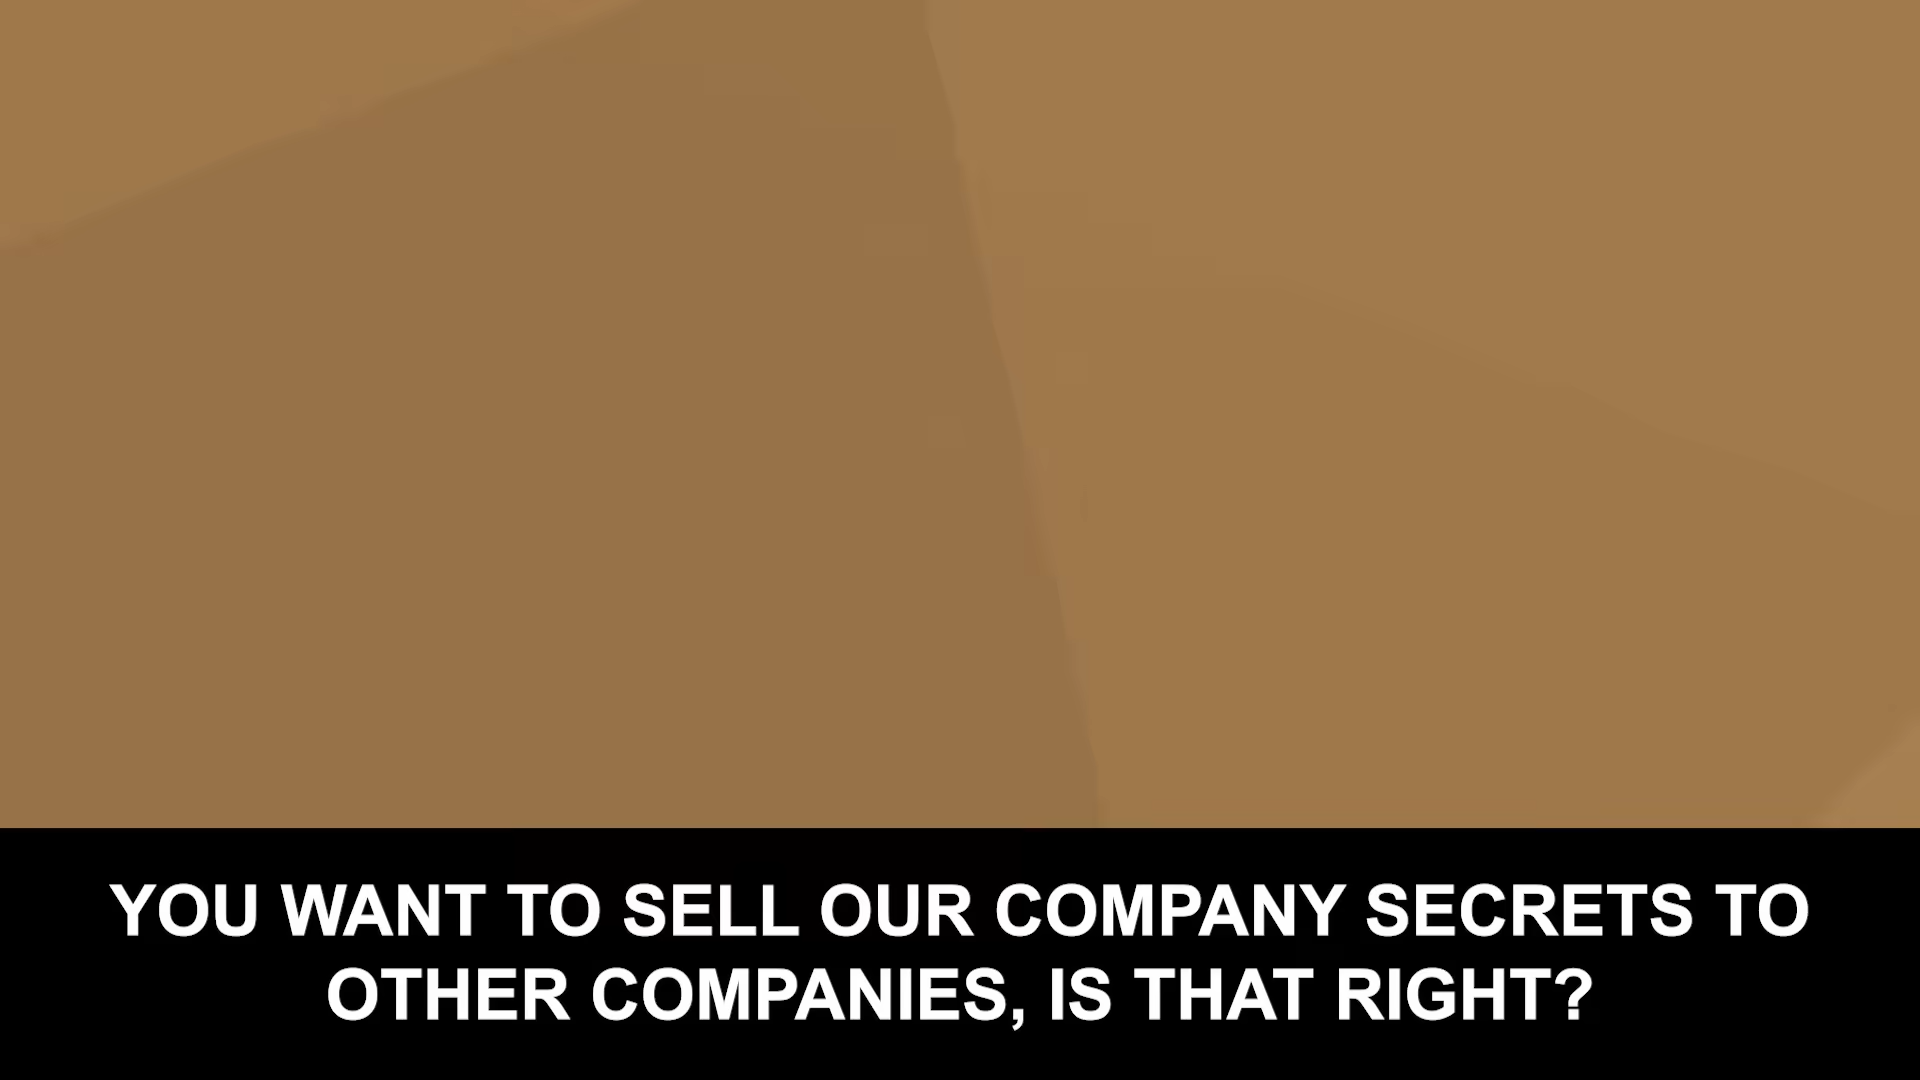 YOU WANT TO SELL OUR COMPANY SECRETS TO
OTHER COMPANIES, IS THAT RIGHT?